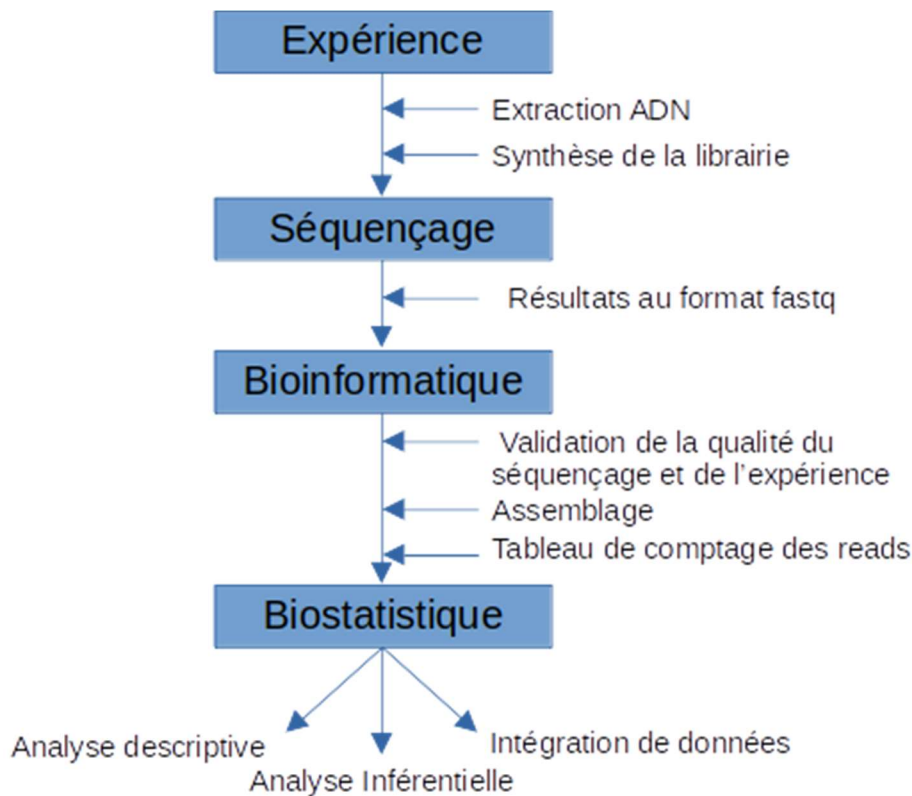 Expérience
Extraction ADN
Synthèse de la librairie
Séquençage
Résultats au format fastq
Bioinformatique
Validation de la qualité du
séquençage et de l'expérience
Assemblage
Tableau de comptage des reads
Biostatistique
Analyse descriptive
Analyse Inférentielle
Intégration de données